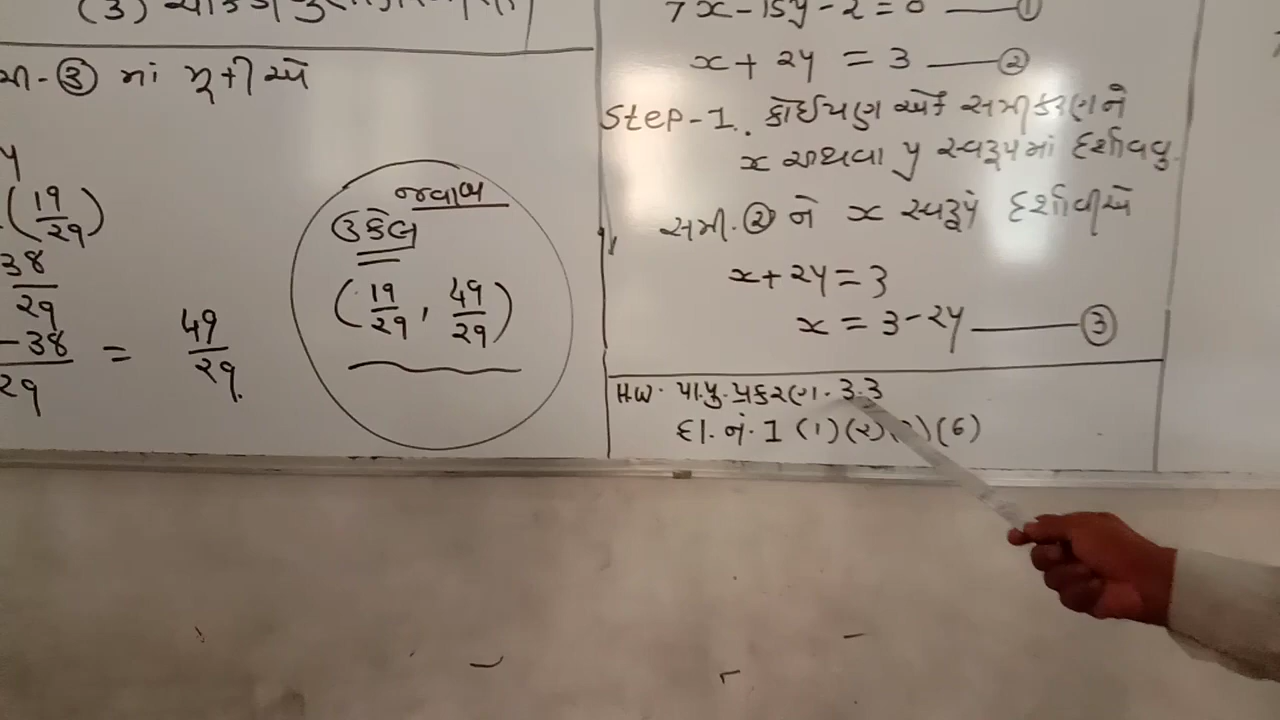 (3)
માં મૂકીએ
સમી-③ માં મૂકીએ
y
(19/29)
38/29
-38/29 = 49/29.
જવાબ
ઉકેલ
(19/29, 49/29)
7x-15y-2=0 ——①
x+2y = 3 ——②
Step-1.. કોઈપણ એક સમીકરણને
x અથવા y સ્વરૂપમાં દર્શાવવુ.
સમી.② ને x સ્વરૂપે દર્શાવીએ
x+2y=3
x = 3-2y ——③
H.W. પા.પુ. પ્રકરણ. 3.3
દા.નં. 1 (1)(2) (6)